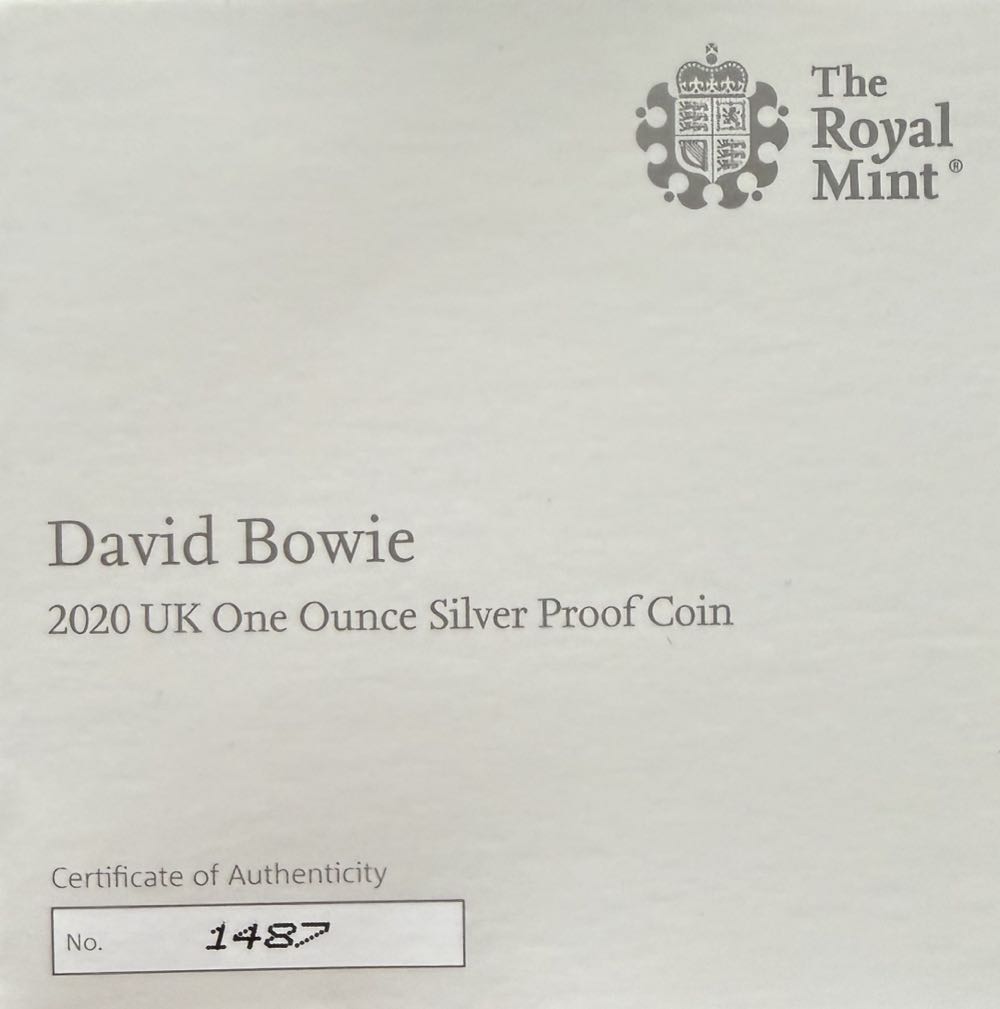 The
Royal
Mint®
David Bowie
2020 UK One Ounce Silver Proof Coin
Certificate of Authenticity
No. 1487